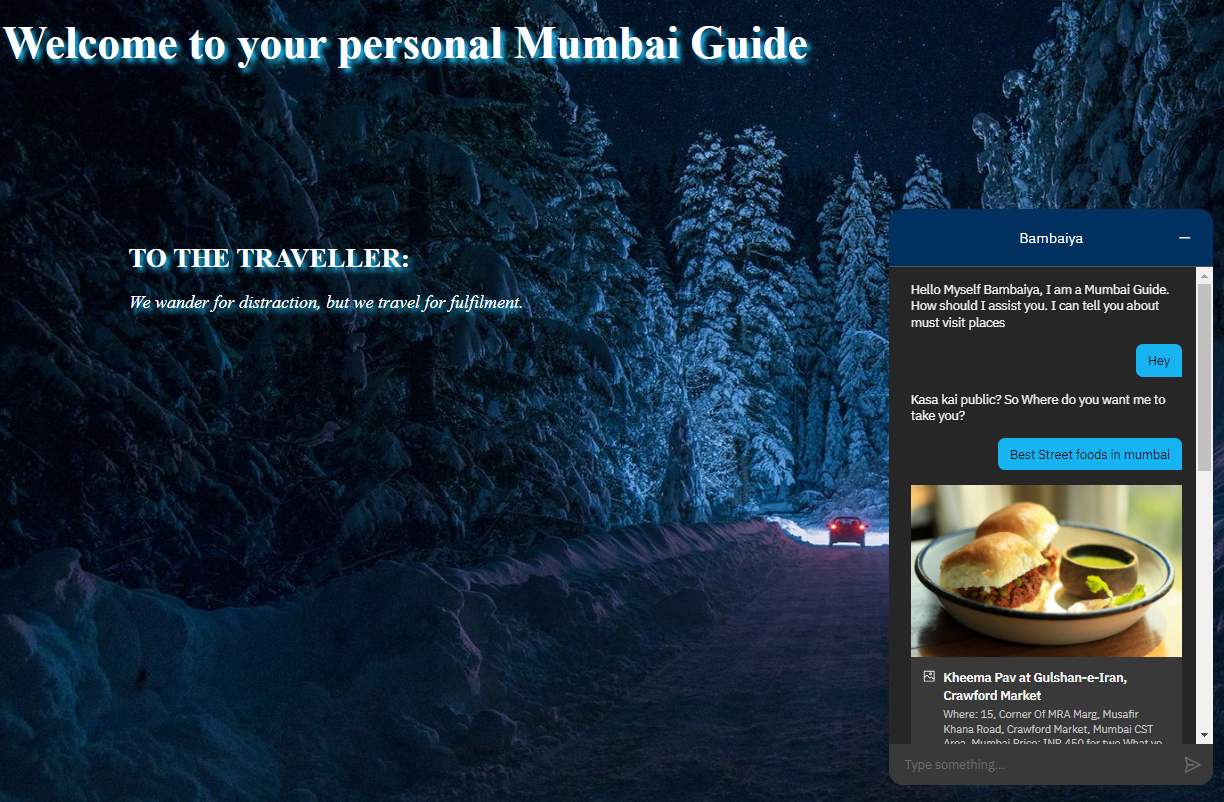 Welcome to your personal Mumbai Guide
TO THE TRAVELLER:
We wander for distraction, but we travel for fulfilment.
Bambaiya
Hello Myself Bambaiya, I am a Mumbai Guide.
How should I assist you. I can tell you about
must visit places
Hey
Kasa kai public? So Where do you want me to
take you?
Best Street foods in mumbai
Kheema Pav at Gulshan-e-Iran,
Crawford Market
Where: 15, Corner Of MRA Marg, Musafir
Khana Road, Crawford Market, Mumbai CST
Area, Mumbai Price: INR 450 for two What yo
Type something...